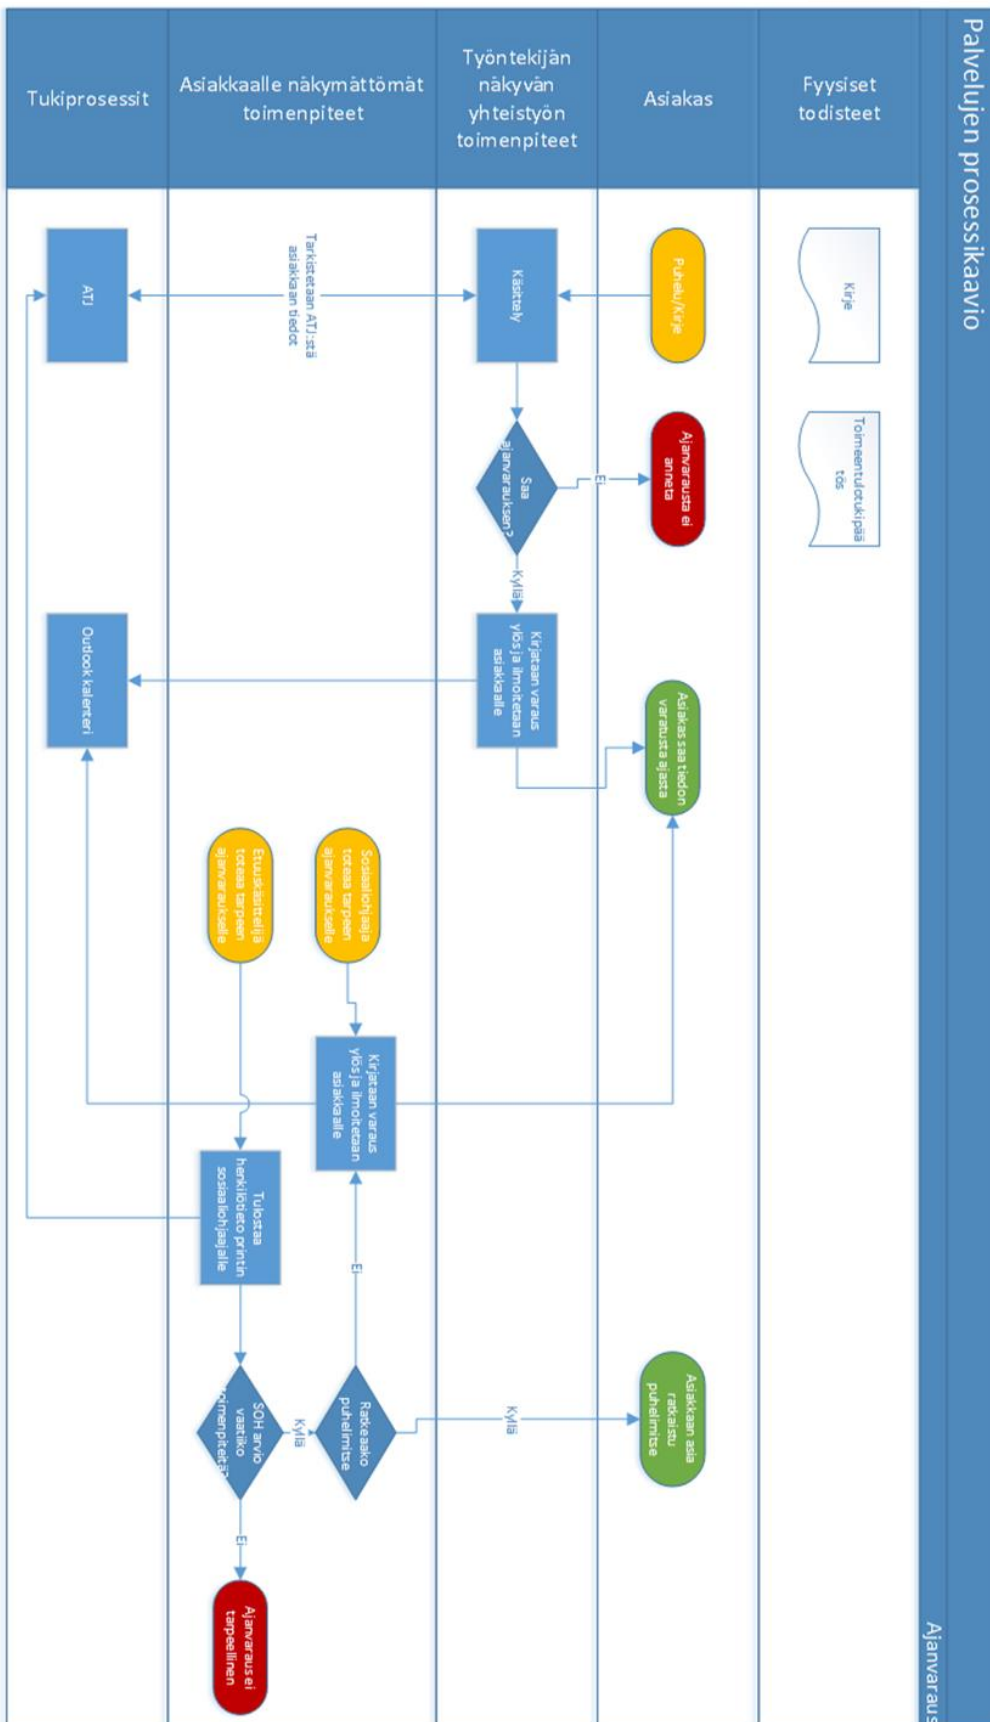 Palvelujen prosessikaavio
Ajanvaraus
Fyysiset
todisteet
Kirje
Toimeentulotukipää
tös
Asiakas
Puhelu/Kirje
Ajanvarausta ei
anneta
Asiakas saa tiedon
varatusta ajasta
Asiakkaan asia
ratkaistu
puhelimitse
Työntekijän
näkyvän
yhteistyön
toimenpiteet
Käsittely
Saa
ajanvarauksen?
Ei
Kyllä
Kirjataan varaus
ylös ja ilmoitetaan
asiakkaalle
Asiakkaalle näkymättömät
toimenpiteet
Tarkistetaan ATJ:stä
asiakkaan tiedot
Sosiaaliohjaaja
toteaa tarpeen
ajanvaraukselle
Etuuskäsittelijä
toteaa tarpeen
ajanvaraukselle
Kirjataan varaus
ylös ja ilmoitetaan
asiakkaalle
Tulostaa
henkilötieto printin
sosiaaliohjaajalle
Ei
Ratkeaako
puhelimitse
Kyllä
SOH arvio
vaatiiko
toimenpiteitä?
Kyllä
Ei
Ajanvaraus ei
tarpeellinen
Tukiprosessit
ATJ
Outlook kalenteri